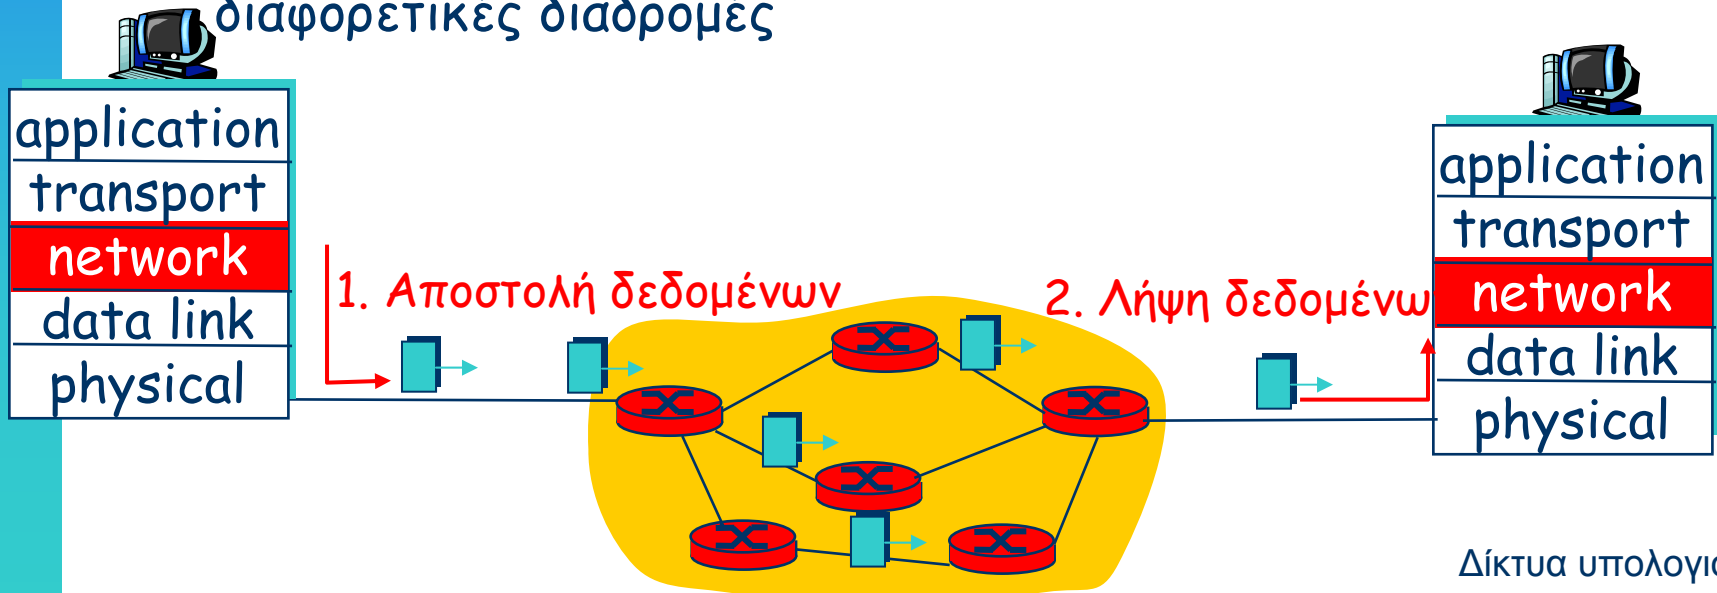 διαφορετικές διαδρομές
application
transport
network
data link
physical
1. Αποστολή δεδομένων
2. Λήψη δεδομένω
application
transport
network
data link
physical
Δίκτυα